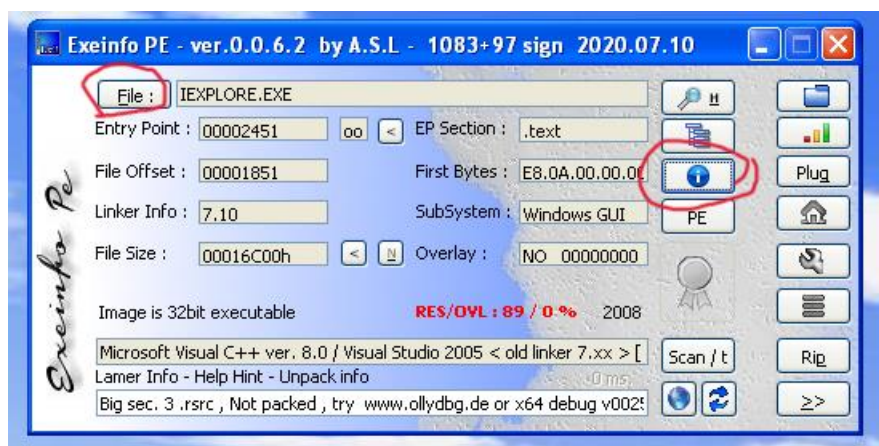 Exeinfo PE - ver.0.0.6.2 by A.S.L - 1083+97 sign 2020.07.10
File : IEXPLORE.EXE H
Entry Point : 00002451 oo < EP Section : .text
File Offset : 00001851 First Bytes : E8.0A.00.00.0 Plug
Linker Info : 7.10 SubSystem : Windows GUI PE
File Size : 00016C00h < N Overlay : NO 00000000
Image is 32bit executable RES/OVL : 89 / 0 % 2008
Microsoft Visual C++ ver. 8.0 / Visual Studio 2005 < old linker 7.xx > [ Scan / t Rip
Lamer Info - Help Hint - Unpack info 0 ms.
Big sec. 3 .rsrc , Not packed , try www.ollydbg.de or x64 debug v002 >>
Exeinfo Pe